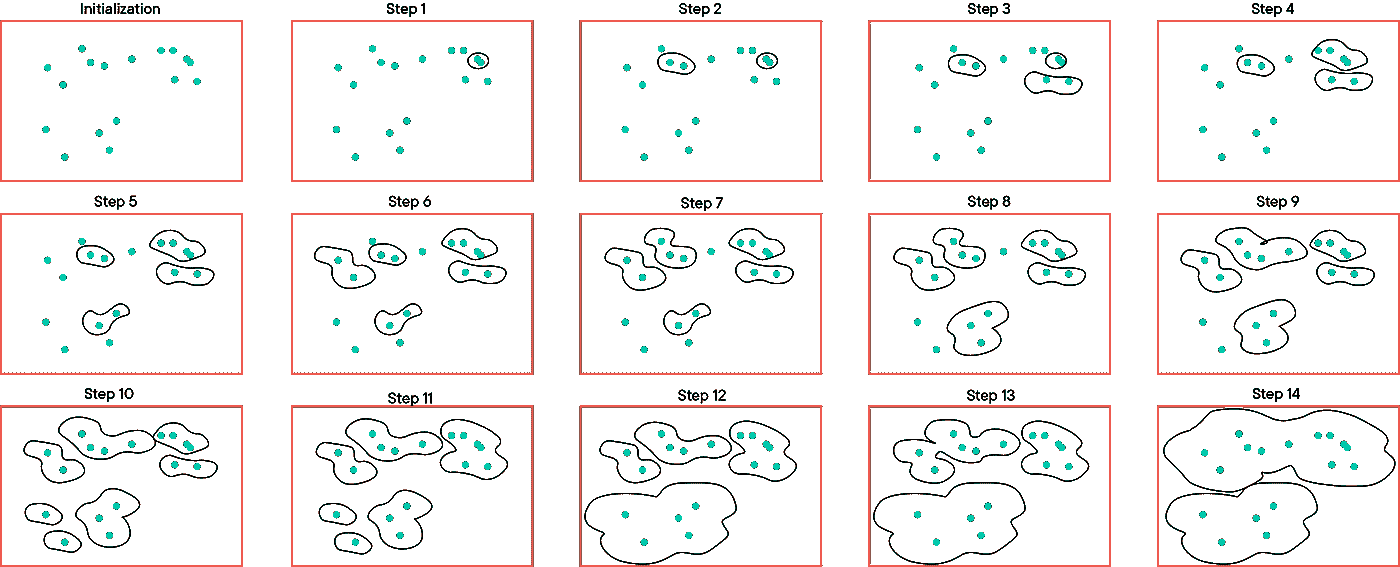 Initialization
Step 1
Step 2
Step 3
Step 4
Step 5
Step 6
Step 7
Step 8
Step 9
Step 10
Step 11
Step 12
Step 13
Step 14